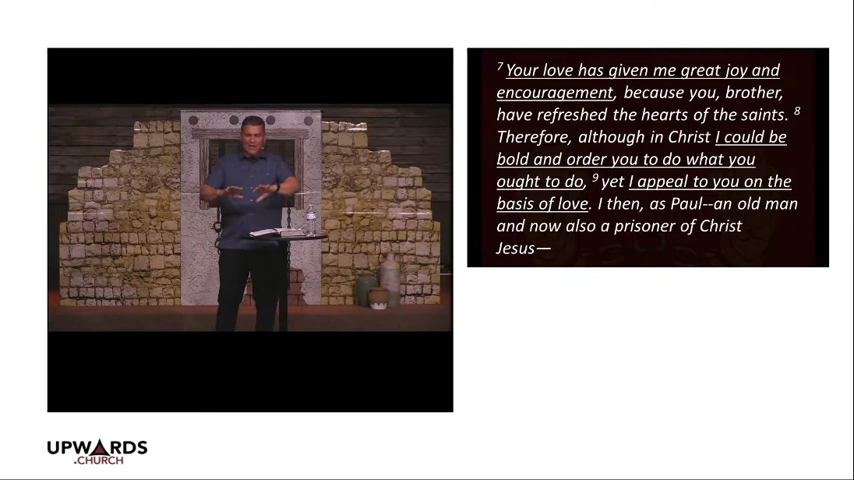 7 Your love has given me great joy and
encouragement, because you, brother,
have refreshed the hearts of the saints. 8
Therefore, although in Christ I could be
bold and order you to do what you
ought to do, 9 yet I appeal to you on the
basis of love. I then, as Paul--an old man
and now also a prisoner of Christ
Jesus—
UPWARDS
.CHURCH